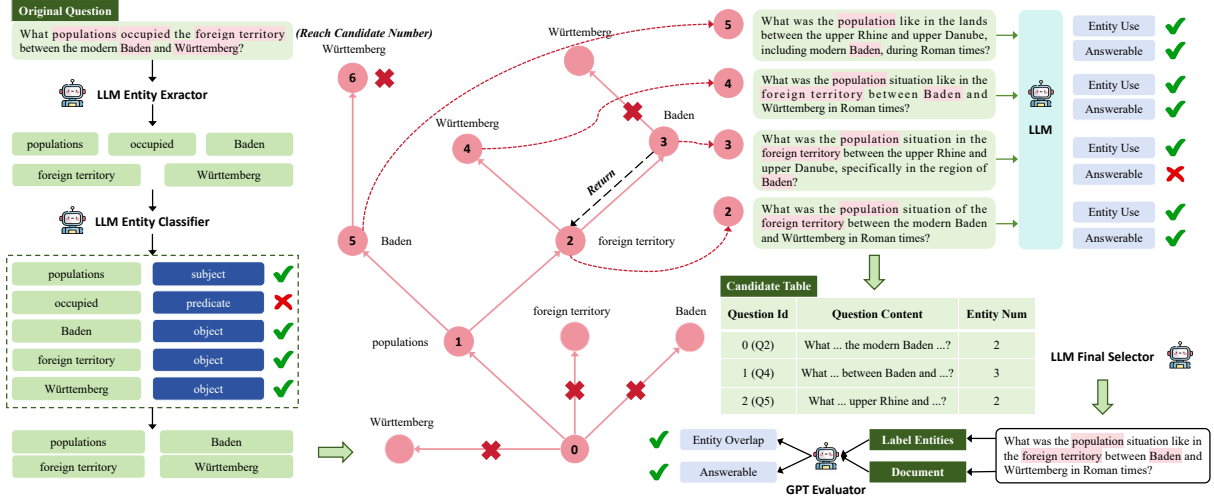 Original Question
What populations occupied the foreign territory
between the modern Baden and Württemberg?
LLM Entity Exractor
populations
occupied
Baden
foreign territory
Württemberg
LLM Entity Classifier
populations
subject
occupied
predicate
Baden
object
foreign territory
object
Württemberg
object
populations
Baden
foreign territory
Württemberg
(Reach Candidate Number)
Württemberg
6
Württemberg
Württemberg
4
Baden
3
Return
5
Baden
2
foreign territory
populations
1
foreign territory
Baden
Württemberg
0
5
What was the population like in the lands
between the upper Rhine and upper Danube,
including modern Baden, during Roman times?
4
What was the population situation like in the
foreign territory between Baden and
Württemberg in Roman times?
3
What was the population situation in the
foreign territory between the upper Rhine and
upper Danube, specifically in the region of
Baden?
2
What was the population situation of the
foreign territory between the modern Baden
and Württemberg in Roman times?
LLM
Entity Use
Answerable
Entity Use
Answerable
Entity Use
Answerable
Entity Use
Answerable
Candidate Table
Question Id Question Content Entity Num
0 (Q2) What ... the modern Baden ...? 2
1 (Q4) What ... between Baden and ...? 3
2 (Q5) What ... upper Rhine and ...? 2
LLM Final Selector
What was the population situation like in
the foreign territory between Baden and
Württemberg in Roman times?
Label Entities
Document
GPT Evaluator
Entity Overlap
Answerable